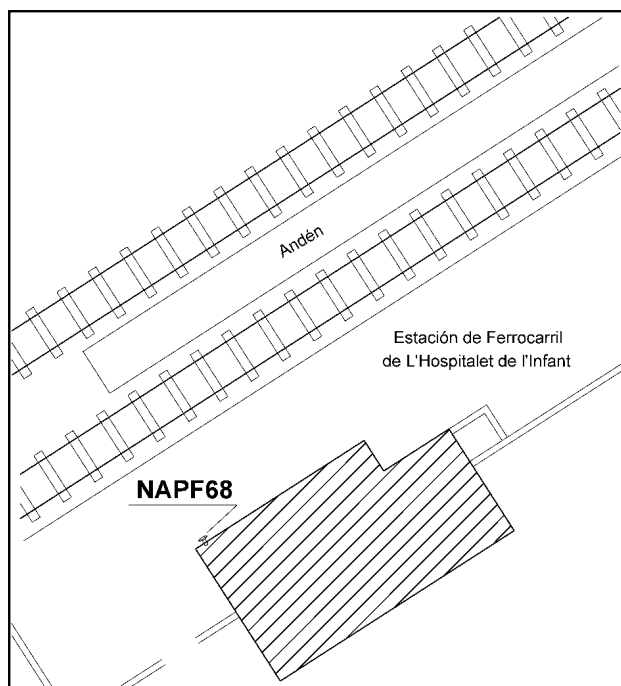 Andén
Estación de Ferrocarril
de L'Hospitalet de l'Infant
NAPF68